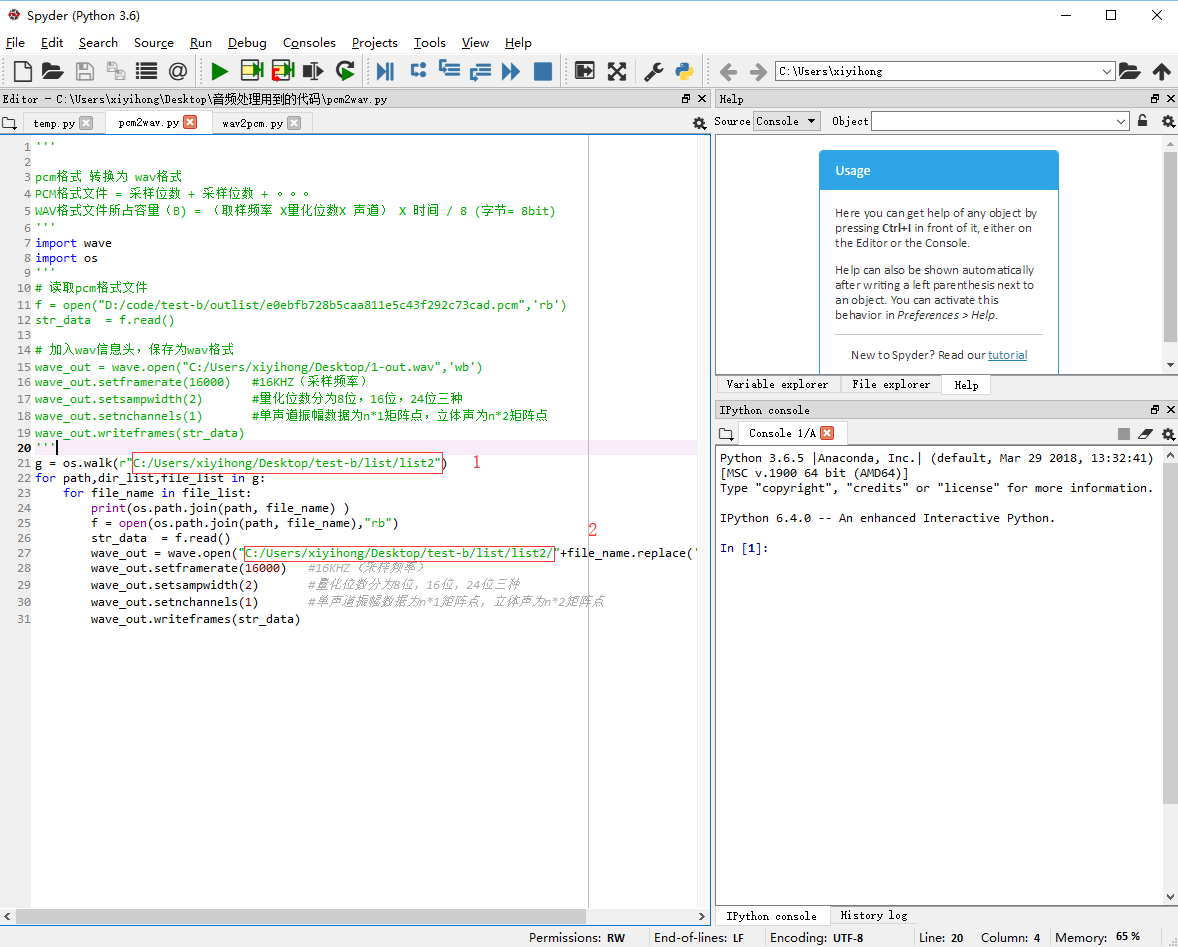 Spyder (Python 3.6)
File Edit Search Source Run Debug Consoles Projects Tools View Help
C:\Users\xiyihong
Editor - C:\Users\xiyihong\Desktop\音频处理用到的代码\pcm2wav.py
temp.py pcm2wav.py wav2pcm.py
1 '''
2
3 pcm格式 转换为 wav格式
4 PCM格式文件 = 采样位数 + 采样位数 + 。。。
5 WAV格式文件所占容量（B) = （取样频率 X量化位数X 声道） X 时间 / 8 (字节= 8bit)
6 '''
7 import wave
8 import os
9 '''
10 # 读取pcm格式文件
11 f = open("D:/code/test-b/outlist/e0ebfb728b5caa811e5c43f292c73cad.pcm",'rb')
12 str_data  = f.read()
13
14 # 加入wav信息头，保存为wav格式
15 wave_out = wave.open("C:/Users/xiyihong/Desktop/1-out.wav",'wb')
16 wave_out.setframerate(16000)   #16KHZ（采样频率）
17 wave_out.setsampwidth(2)       #量化位数分为8位，16位，24位三种
18 wave_out.setnchannels(1)       #单声道振幅数据为n*1矩阵点，立体声为n*2矩阵点
19 wave_out.writeframes(str_data)
20 '''
21 g = os.walk(r"C:/Users/xiyihong/Desktop/test-b/list/list2") 1
22 for path,dir_list,file_list in g:
23     for file_name in file_list:
24         print(os.path.join(path, file_name) )
25         f = open(os.path.join(path, file_name),"rb")
26         str_data  = f.read()
2
27         wave_out = wave.open("C:/Users/xiyihong/Desktop/test-b/list/list2/"+file_name.replace('
28         wave_out.setframerate(16000)   #16KHZ（采样频率）
29         wave_out.setsampwidth(2)       #量化位数分为8位，16位，24位三种
30         wave_out.setnchannels(1)       #单声道振幅数据为n*1矩阵点，立体声为n*2矩阵点
31         wave_out.writeframes(str_data)
Help
Source Console Object
Usage
Here you can get help of any object by
pressing Ctrl+I in front of it, either on
the Editor or the Console.
Help can also be shown automatically
after writing a left parenthesis next to
an object. You can activate this
behavior in Preferences > Help.
New to Spyder? Read our tutorial
Variable explorer File explorer Help
IPython console
Console 1/A
Python 3.6.5 |Anaconda, Inc.| (default, Mar 29 2018, 13:32:41)
[MSC v.1900 64 bit (AMD64)]
Type "copyright", "credits" or "license" for more information.
IPython 6.4.0 -- An enhanced Interactive Python.
In [1]:
IPython console History log
Permissions: RW End-of-lines: LF Encoding: UTF-8 Line: 20 Column: 4 Memory: 65 %